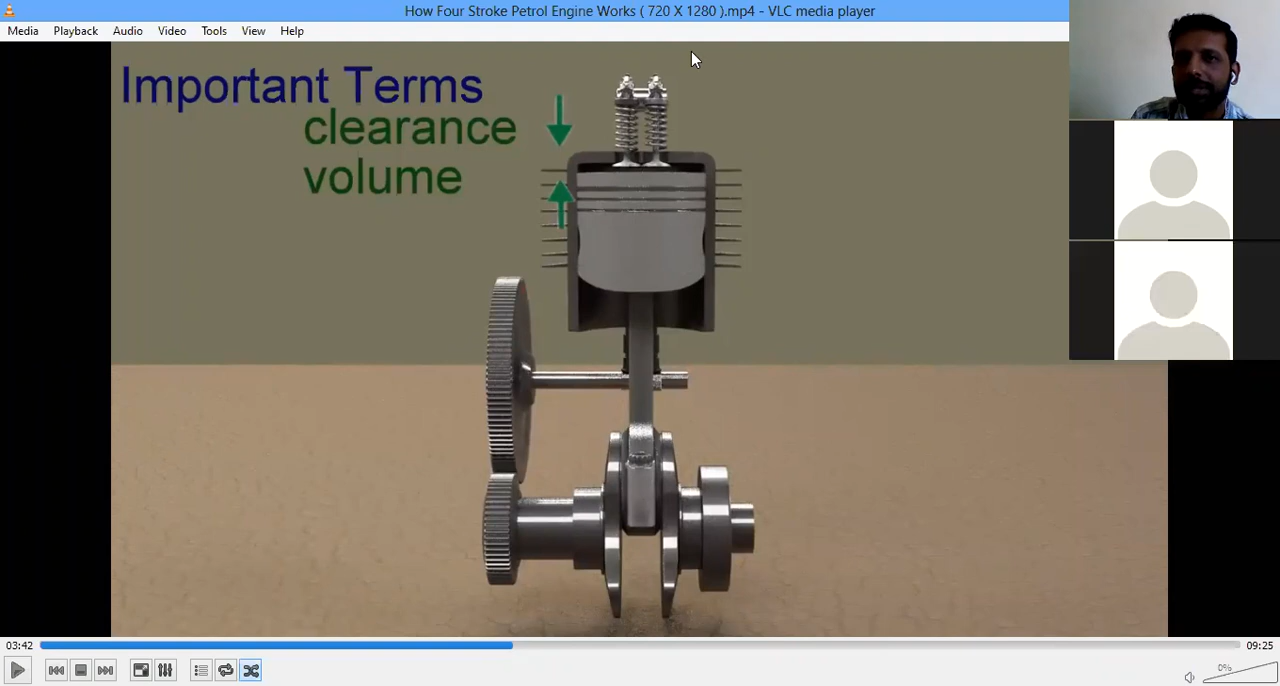 How Four Stroke Petrol Engine Works ( 720 X 1280 ).mp4 - VLC media player
Media Playback Audio Video Tools View Help
Important Terms
clearance
volume
03:42
09:25
0%